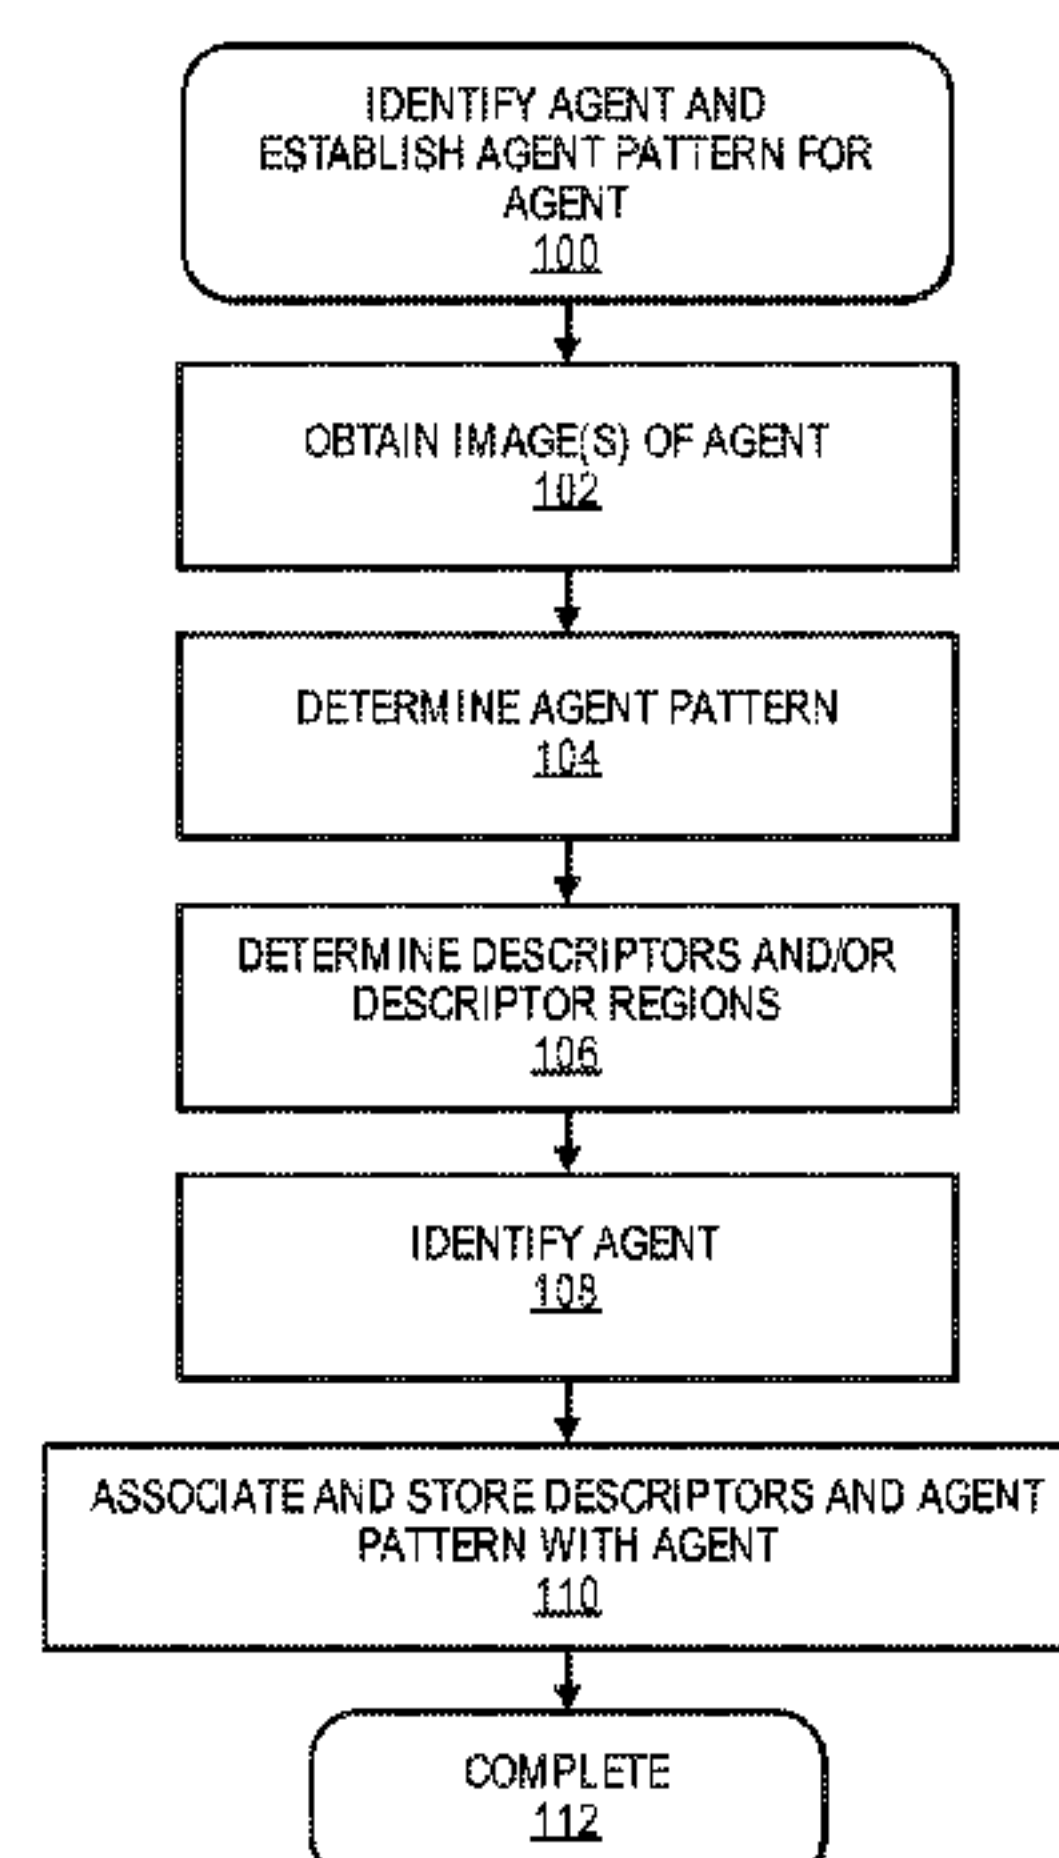 IDENTIFY AGENT AND
ESTABLISH AGENT PATTERN FOR
AGENT
100
OBTAIN IMAGE(S) OF AGENT
102
DETERMINE AGENT PATTERN
104
DETERMINE DESCRIPTORS AND/OR
DESCRIPTOR REGIONS
106
IDENTIFY AGENT
108
ASSOCIATE AND STORE DESCRIPTORS AND AGENT
PATTERN WITH AGENT
110
COMPLETE
112